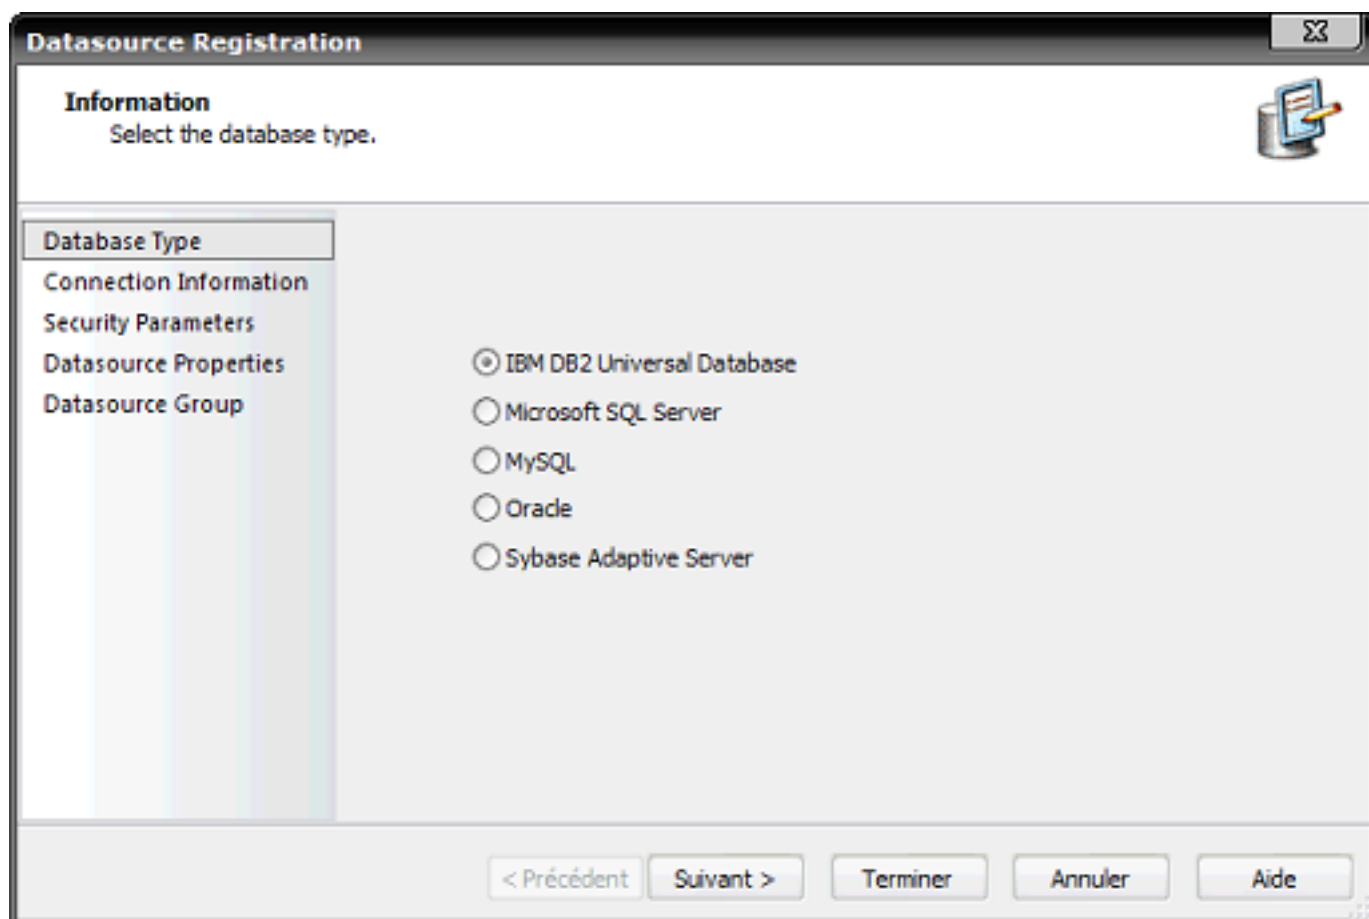 Datasource Registration
Information
Select the database type.
Database Type
Connection Information
Security Parameters
Datasource Properties
Datasource Group
IBM DB2 Universal Database
Microsoft SQL Server
MySQL
Oracle
Sybase Adaptive Server
< Précédent Suivant > Terminer Annuler Aide